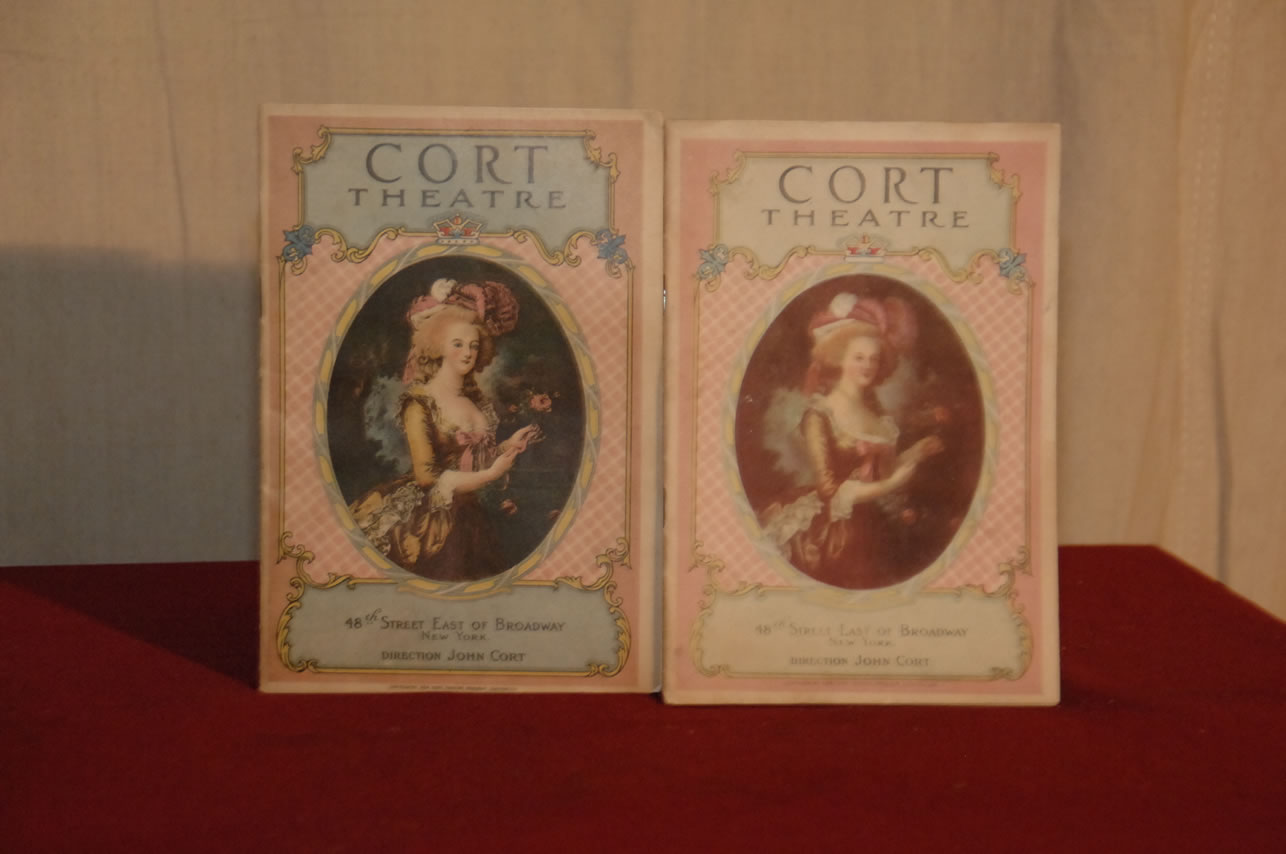 CORT
THEATRE
48th STREET EAST OF BROADWAY
NEW YORK
DIRECTION JOHN CORT
CORT
THEATRE
48th STREET EAST OF BROADWAY
NEW YORK
DIRECTION JOHN CORT